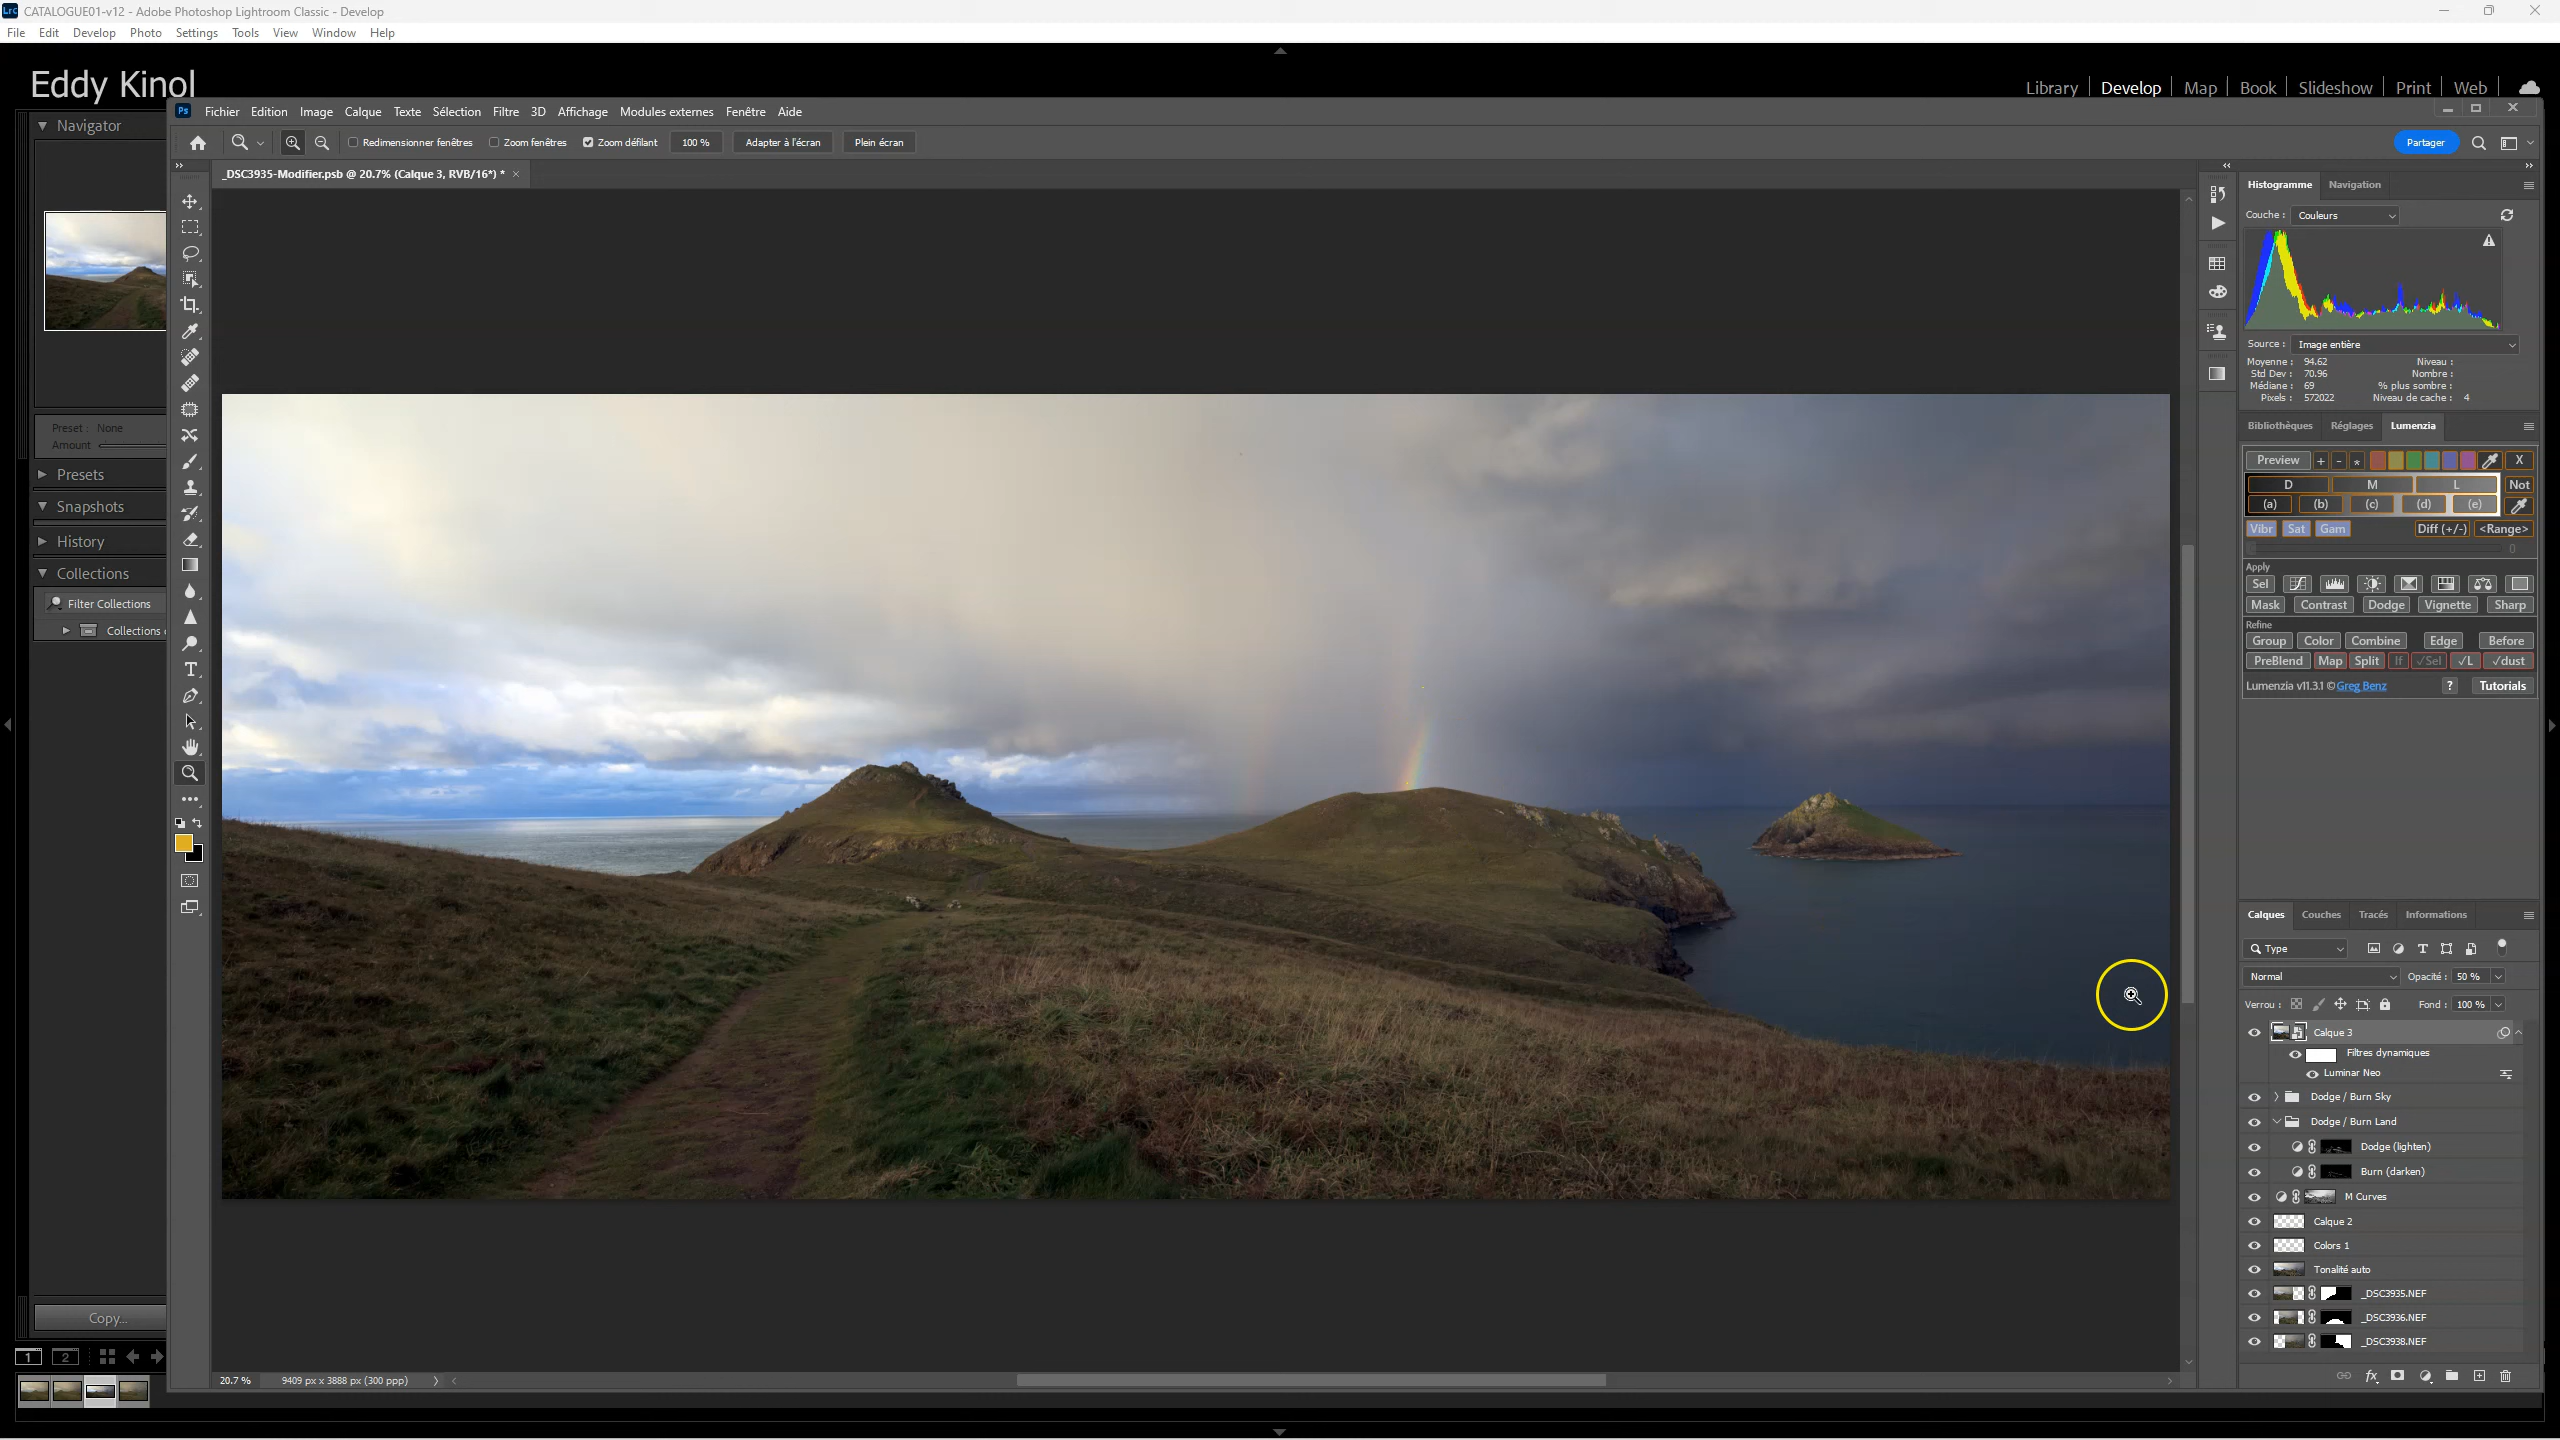 Lrc CATALOGUE01-v12 - Adobe Photoshop Lightroom Classic - Develop
File Edit Develop Photo Settings Tools View Window Help
Eddy Kinol
Library Develop Map Book Slideshow Print Web
Navigator
Preset : None
Amount
Presets
Snapshots
History
Collections
Filter Collections
Collections
Copy...
1 2
Ps Fichier Edition Image Calque Texte Sélection Filtre 3D Affichage Modules externes Fenêtre Aide
Redimensionner fenêtres Zoom fenêtres Zoom défilant 100 % Adapter à l'écran Plein écran Partager
_DSC3935-Modifier.psb @ 20.7% (Calque 3, RVB/16*) * ×
20.7 % 9409 px x 3888 px (300 ppp)
Histogramme Navigation
Couche : Couleurs
Source : Image entière
Moyenne : 94.62 Niveau :
Std Dev : 70.96 Nombre :
Médiane : 69 % plus sombre :
Pixels : 572022 Niveau de cache : 4
Bibliothèques Réglages Lumenzia
Preview + - * X
D M L Not
(a) (b) (c) (d) (e)
Vibr Sat Gam Diff (+/-) <Range>
0
Apply
Sel
Mask Contrast Dodge Vignette Sharp
Refine
Group Color Combine Edge Before
PreBlend Map Split If ✓Sel ✓L ✓dust
Lumenzia v11.3.1 © Greg Benz ? Tutorials
Calques Couches Tracés Informations
Type
Normal Opacité : 50 %
Verrou : Fond : 100 %
Calque 3
Filtres dynamiques
Luminar Neo
Dodge / Burn Sky
Dodge / Burn Land
Dodge (lighten)
Burn (darken)
M Curves
Calque 2
Colors 1
Tonalité auto
_DSC3935.NEF
_DSC3936.NEF
_DSC3938.NEF
fx